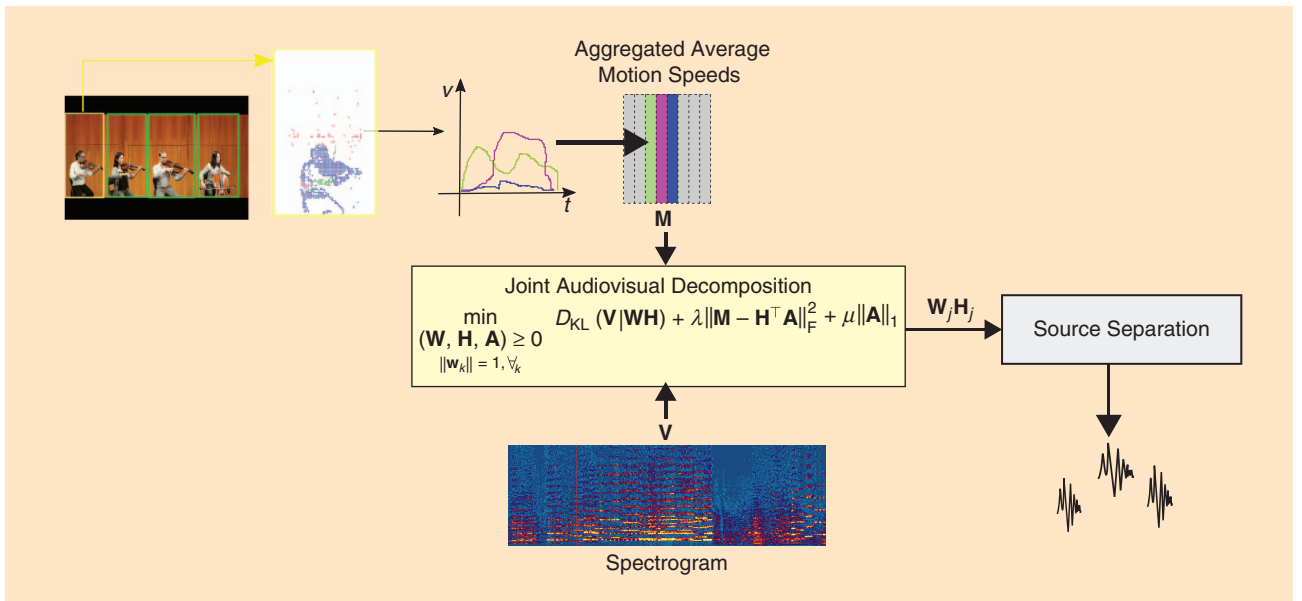 Aggregated Average
Motion Speeds
v
t
M
Joint Audiovisual Decomposition
min D_KL (V|WH) + λ‖M − H^⊤A‖_F^2 + μ‖A‖_1
(W, H, A) ≥ 0
‖w_k‖ = 1, ∀_k
W_jH_j
Source Separation
V
Spectrogram